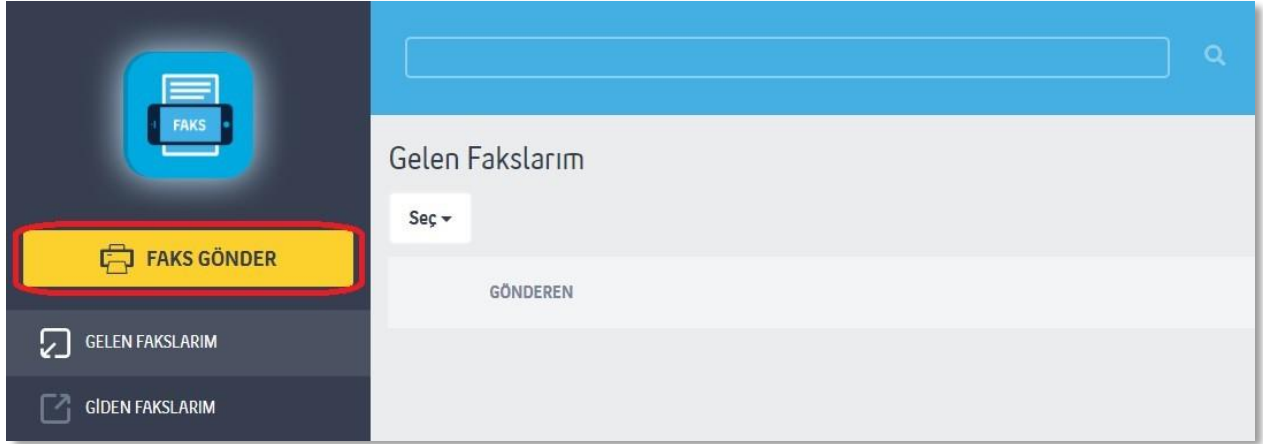 FAKS
FAKS GÖNDER
GELEN FAKSLARIM
GİDEN FAKSLARIM
Gelen Fakslarım
Seç
GÖNDEREN